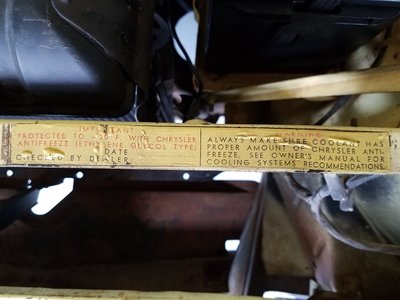 IMPORTANT
PROTECTED TO -20° F. WITH CHRYSLER
ANTIFREEZE (ETHYLENE GLYCOL TYPE)
DATE
CHECKED BY DEALER
WARNING
ALWAYS MAKE SURE COOLANT HAS
PROPER AMOUNT OF CHRYSLER ANTI-
FREEZE. SEE OWNER'S MANUAL FOR
COOLING SYSTEMS RECOMMENDATIONS.